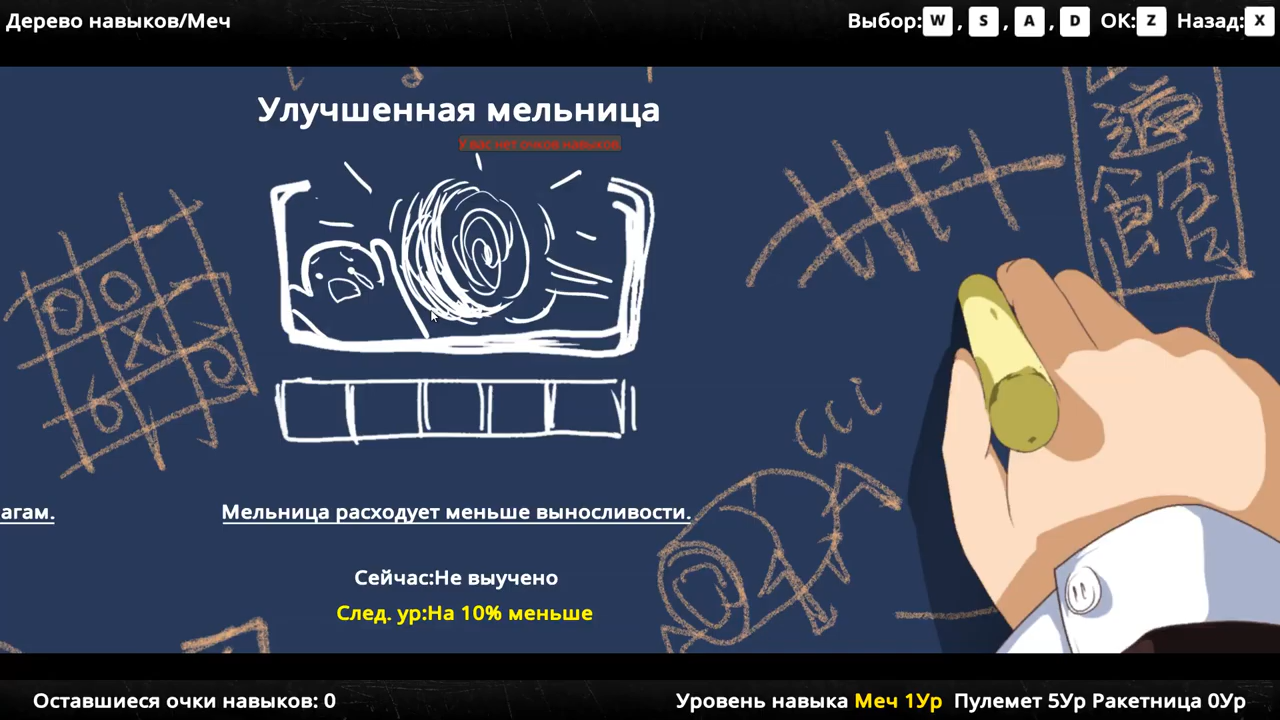 Дерево навыков/Меч
Выбор: W , S , A , D OK: Z Назад: X
Улучшенная мельница
У вас нет очков навыков.
агам.
Мельница расходует меньше выносливости.
Сейчас:Не выучено
След. ур:На 10% меньше
Оставшиеся очки навыков: 0
Уровень навыка Меч 1Ур Пулемет 5Ур Ракетница 0Ур